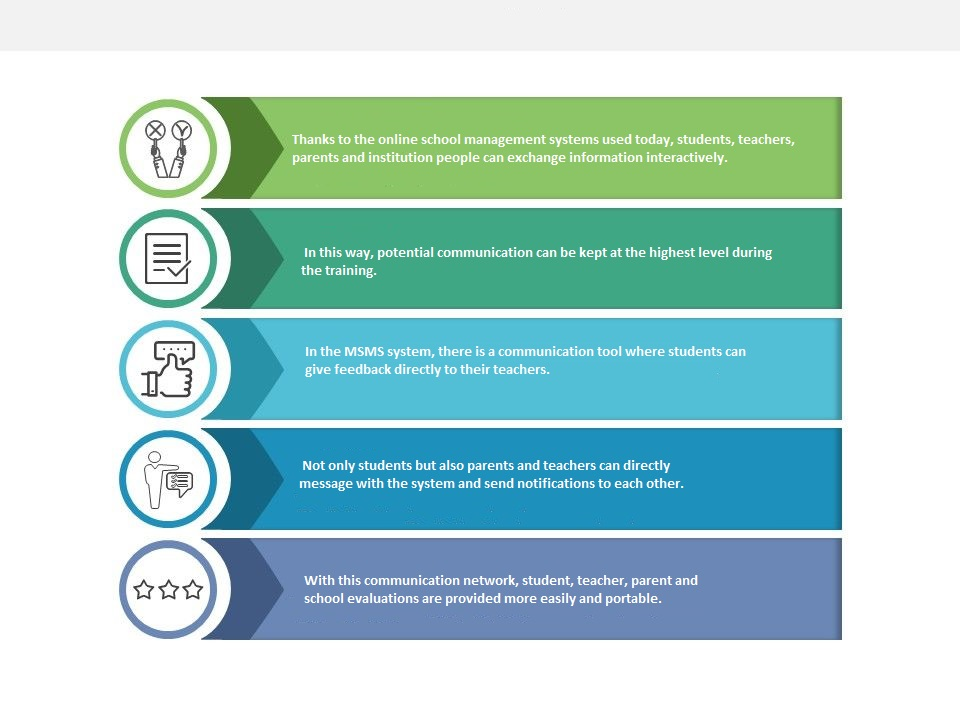 Thanks to the online school management systems used today, students, teachers,
parents and institution people can exchange information interactively.
In this way, potential communication can be kept at the highest level during
the training.
In the MSMS system, there is a communication tool where students can
give feedback directly to their teachers.
Not only students but also parents and teachers can directly
message with the system and send notifications to each other.
With this communication network, student, teacher, parent and
school evaluations are provided more easily and portable.